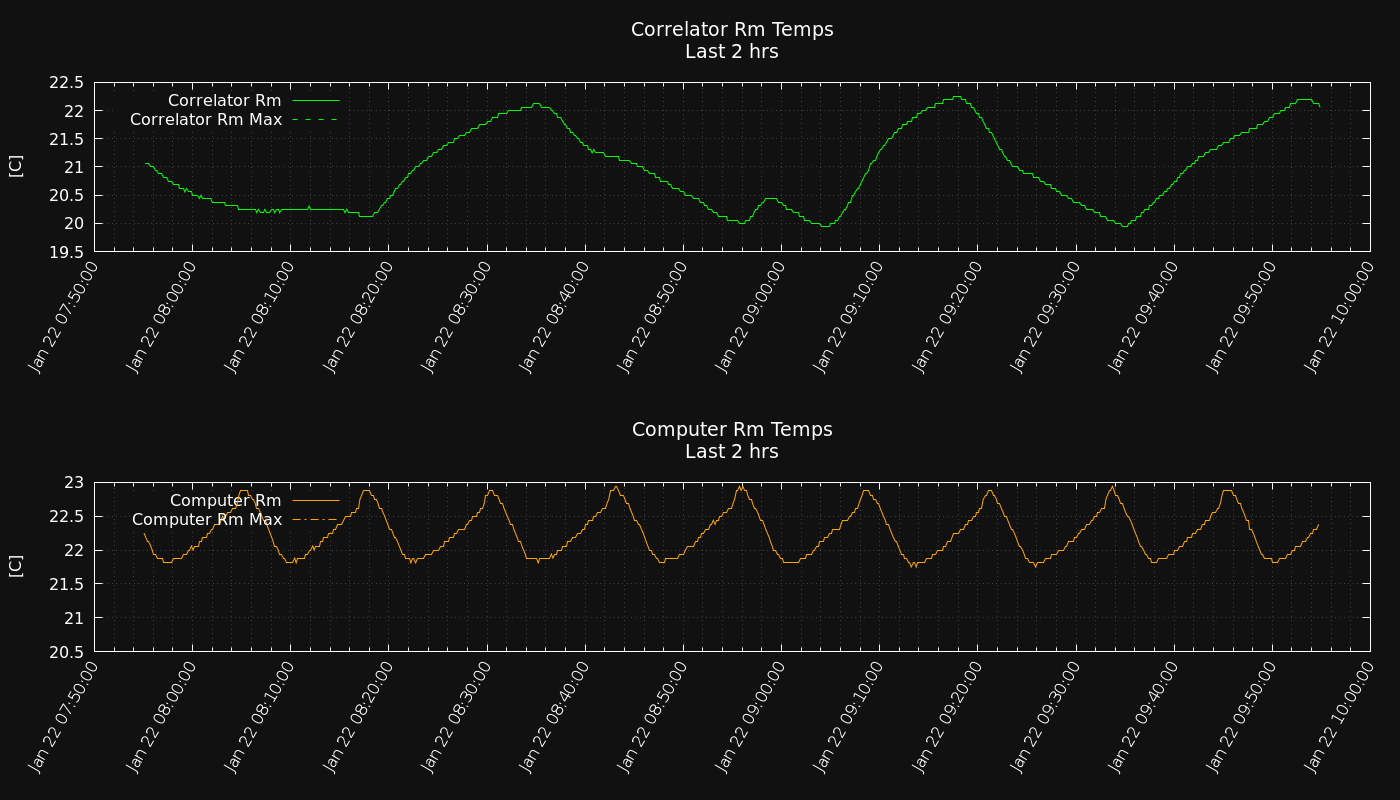 Correlator Rm Temps
Last 2 hrs
22.5
22
21.5
21
20.5
20
19.5
[C]
Correlator Rm
Correlator Rm Max
Jan 22 07:50:00
Jan 22 08:00:00
Jan 22 08:10:00
Jan 22 08:20:00
Jan 22 08:30:00
Jan 22 08:40:00
Jan 22 08:50:00
Jan 22 09:00:00
Jan 22 09:10:00
Jan 22 09:20:00
Jan 22 09:30:00
Jan 22 09:40:00
Jan 22 09:50:00
Jan 22 10:00:00
Computer Rm Temps
Last 2 hrs
23
22.5
22
21.5
21
20.5
[C]
Computer Rm
Computer Rm Max
Jan 22 07:50:00
Jan 22 08:00:00
Jan 22 08:10:00
Jan 22 08:20:00
Jan 22 08:30:00
Jan 22 08:40:00
Jan 22 08:50:00
Jan 22 09:00:00
Jan 22 09:10:00
Jan 22 09:20:00
Jan 22 09:30:00
Jan 22 09:40:00
Jan 22 09:50:00
Jan 22 10:00:00